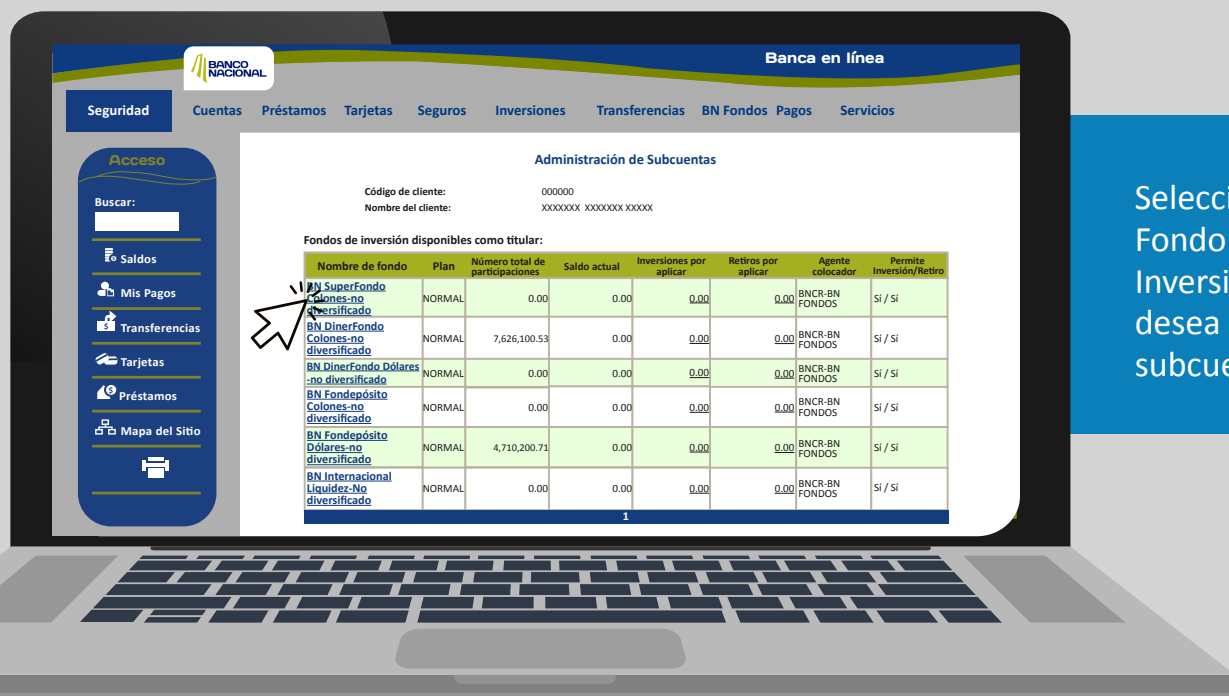 BANCO
NACIONAL
Banca en línea
Seguridad Cuentas Préstamos Tarjetas Seguros Inversiones Transferencias BN Fondos Pagos Servicios
Acceso
Buscar:
Saldos
Mis Pagos
Transferencias
Tarjetas
Préstamos
Mapa del Sitio
Administración de Subcuentas
Código de cliente: 000000
Nombre del cliente: XXXXXXX XXXXXXX XXXXX
Fondos de inversión disponibles como titular:
Nombre de fondo Plan Número total de participaciones Saldo actual Inversiones por aplicar Retiros por aplicar Agente colocador Permite Inversión/Retiro
BN SuperFondo
Colones-no
diversificado
NORMAL 0.00 0.00 0.00 0.00 BNCR-BN FONDOS Sí / Sí
BN DinerFondo
Colones-no
diversificado
NORMAL 7,626,100.53 0.00 0.00 0.00 BNCR-BN FONDOS Sí / Sí
BN DinerFondo Dólares
-no diversificado
NORMAL 0.00 0.00 0.00 0.00 BNCR-BN FONDOS Sí / Sí
BN Fondepósito
Colones-no
diversificado
NORMAL 0.00 0.00 0.00 0.00 BNCR-BN FONDOS Sí / Sí
BN Fondepósito
Dólares-no
diversificado
NORMAL 4,710,200.71 0.00 0.00 0.00 BNCR-BN FONDOS Sí / Sí
BN Internacional
Liquidez-No
diversificado
NORMAL 0.00 0.00 0.00 0.00 BNCR-BN FONDOS Sí / Sí
1
Fondo
desea